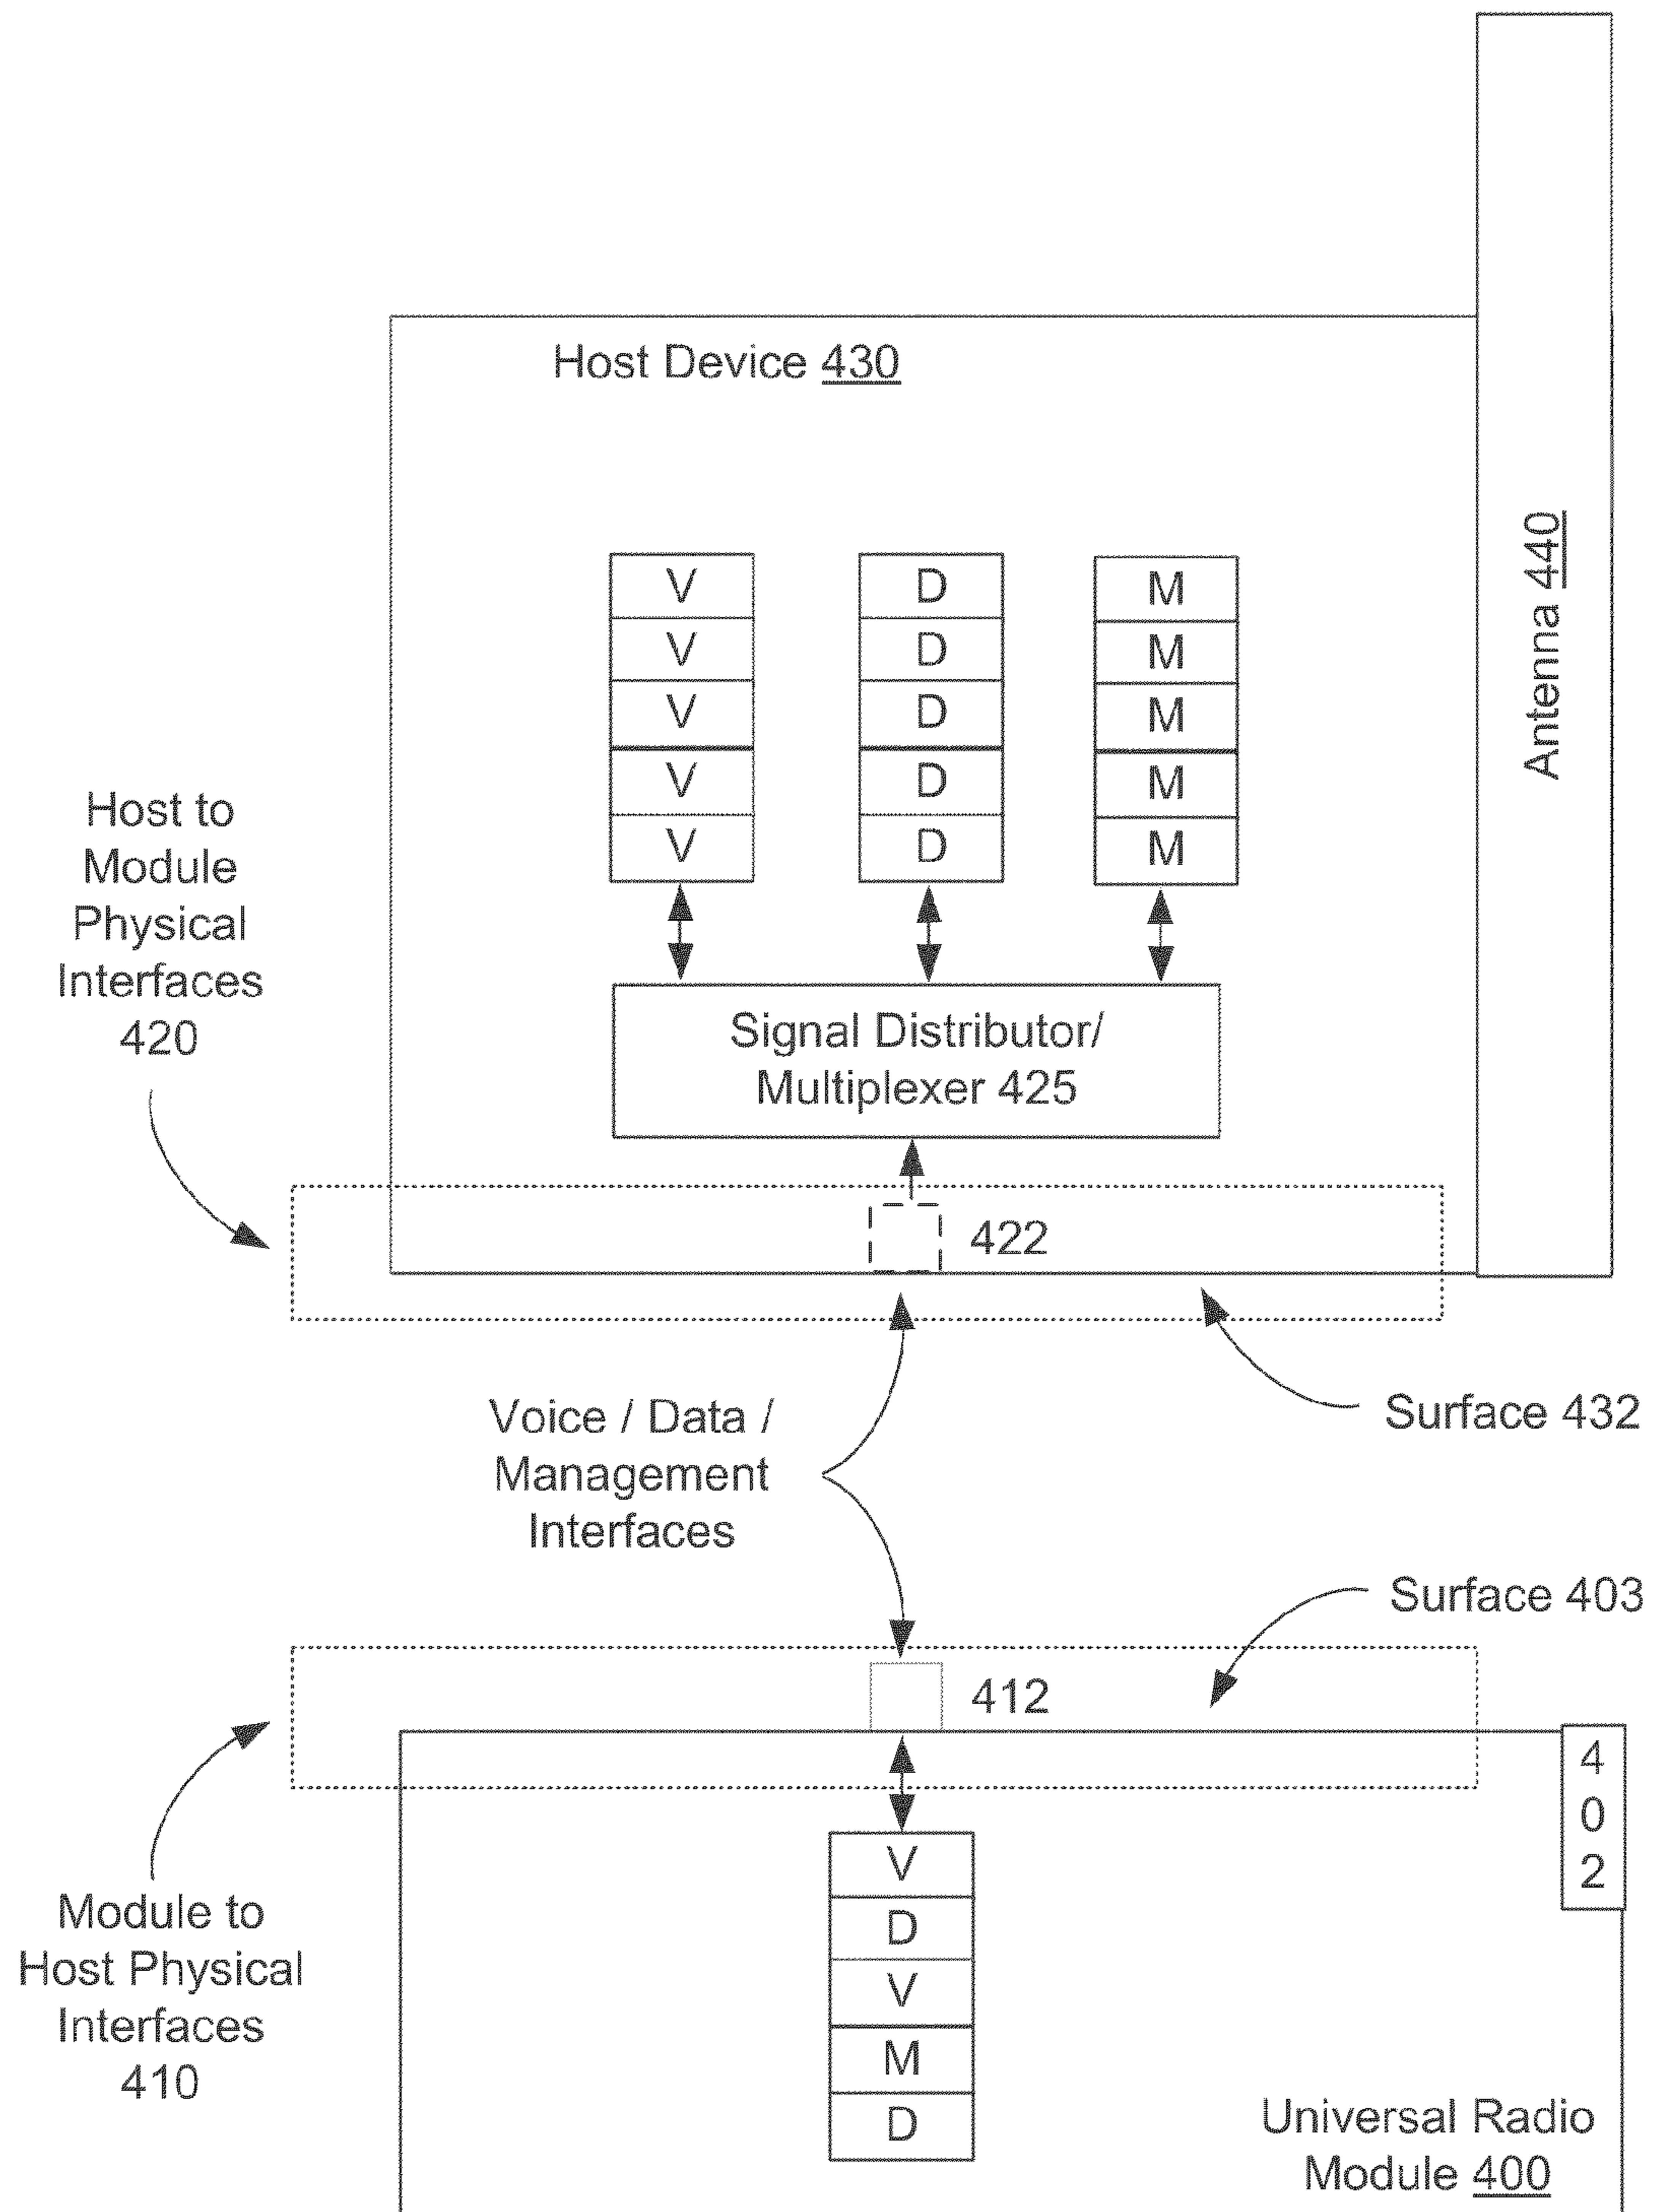 Host Device 430
Antenna 440
V
V
V
V
V
D
D
D
D
D
M
M
M
M
M
Host to
Module
Physical
Interfaces
420
Signal Distributor/
Multiplexer 425
422
Voice / Data /
Management
Interfaces
Surface 432
Surface 403
412
4
0
2
Module to
Host Physical
Interfaces
410
V
D
V
M
D
Universal Radio
Module 400